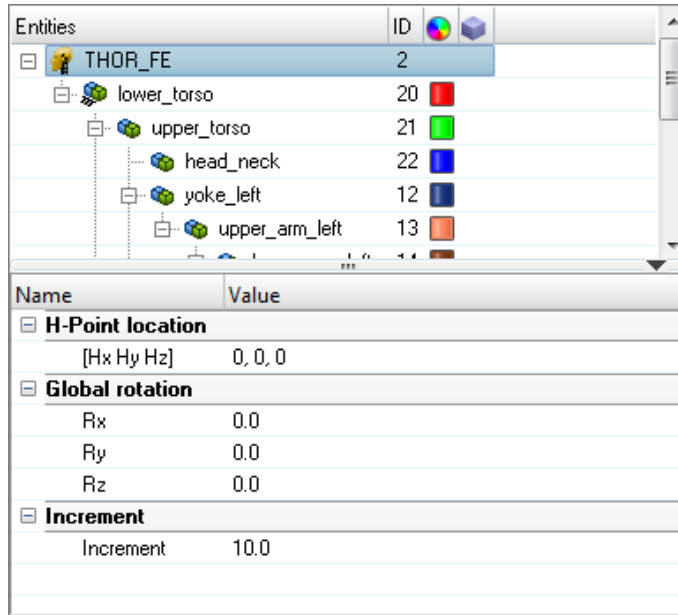 Entities ID
THOR_FE 2
lower_torso 20
upper_torso 21
head_neck 22
yoke_left 12
upper_arm_left 13
Name Value
H-Point location
[Hx Hy Hz] 0, 0, 0
Global rotation
Rx 0.0
Ry 0.0
Rz 0.0
Increment
Increment 10.0